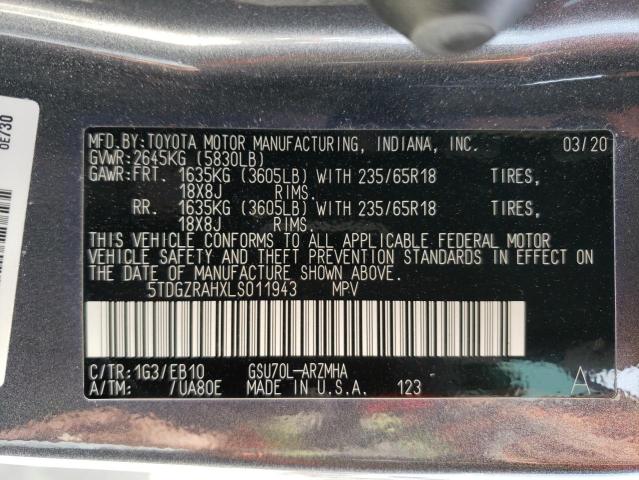 MFD.BY:TOYOTA MOTOR MANUFACTURING, INDIANA, INC. 03/20
GVWR:2645KG (5830LB)
GAWR:FRT. 1635KG (3605LB) WITH 235/65R18 TIRES,
18X8J RIMS.
RR. 1635KG (3605LB) WITH 235/65R18 TIRES,
18X8J RIMS.
THIS VEHICLE CONFORMS TO ALL APPLICABLE FEDERAL MOTOR
VEHICLE SAFETY AND THEFT PREVENTION STANDARDS IN EFFECT ON
THE DATE OF MANUFACTURE SHOWN ABOVE.
5TDGZRAHXLS011943 MPV
C/TR:1G3/EB10 GSU70L-ARZMHA
A/TM: /UA80E MADE IN U.S.A. 123 A
0E/30